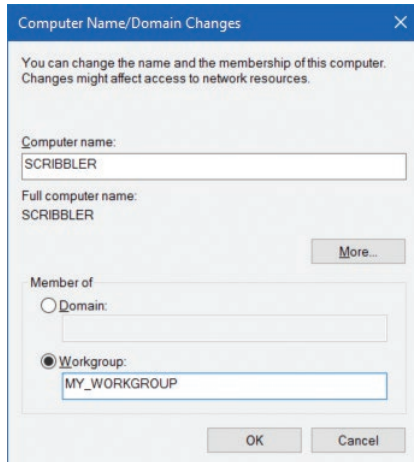 Computer Name/Domain Changes
You can change the name and the membership of this computer.
Changes might affect access to network resources.
Computer name:
SCRIBBLER
Full computer name:
SCRIBBLER
More...
Member of
Domain:
Workgroup:
MY_WORKGROUP
OK
Cancel